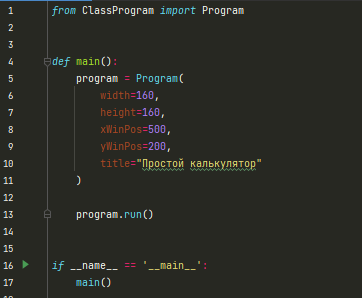 1 from ClassProgram import Program
2
3
4 def main():
5     program = Program(
6         width=160,
7         height=160,
8         xWinPos=500,
9         yWinPos=200,
10         title="Простой калькулятор"
11     )
12
13     program.run()
14
15
16 if __name__ == '__main__':
17     main()
18